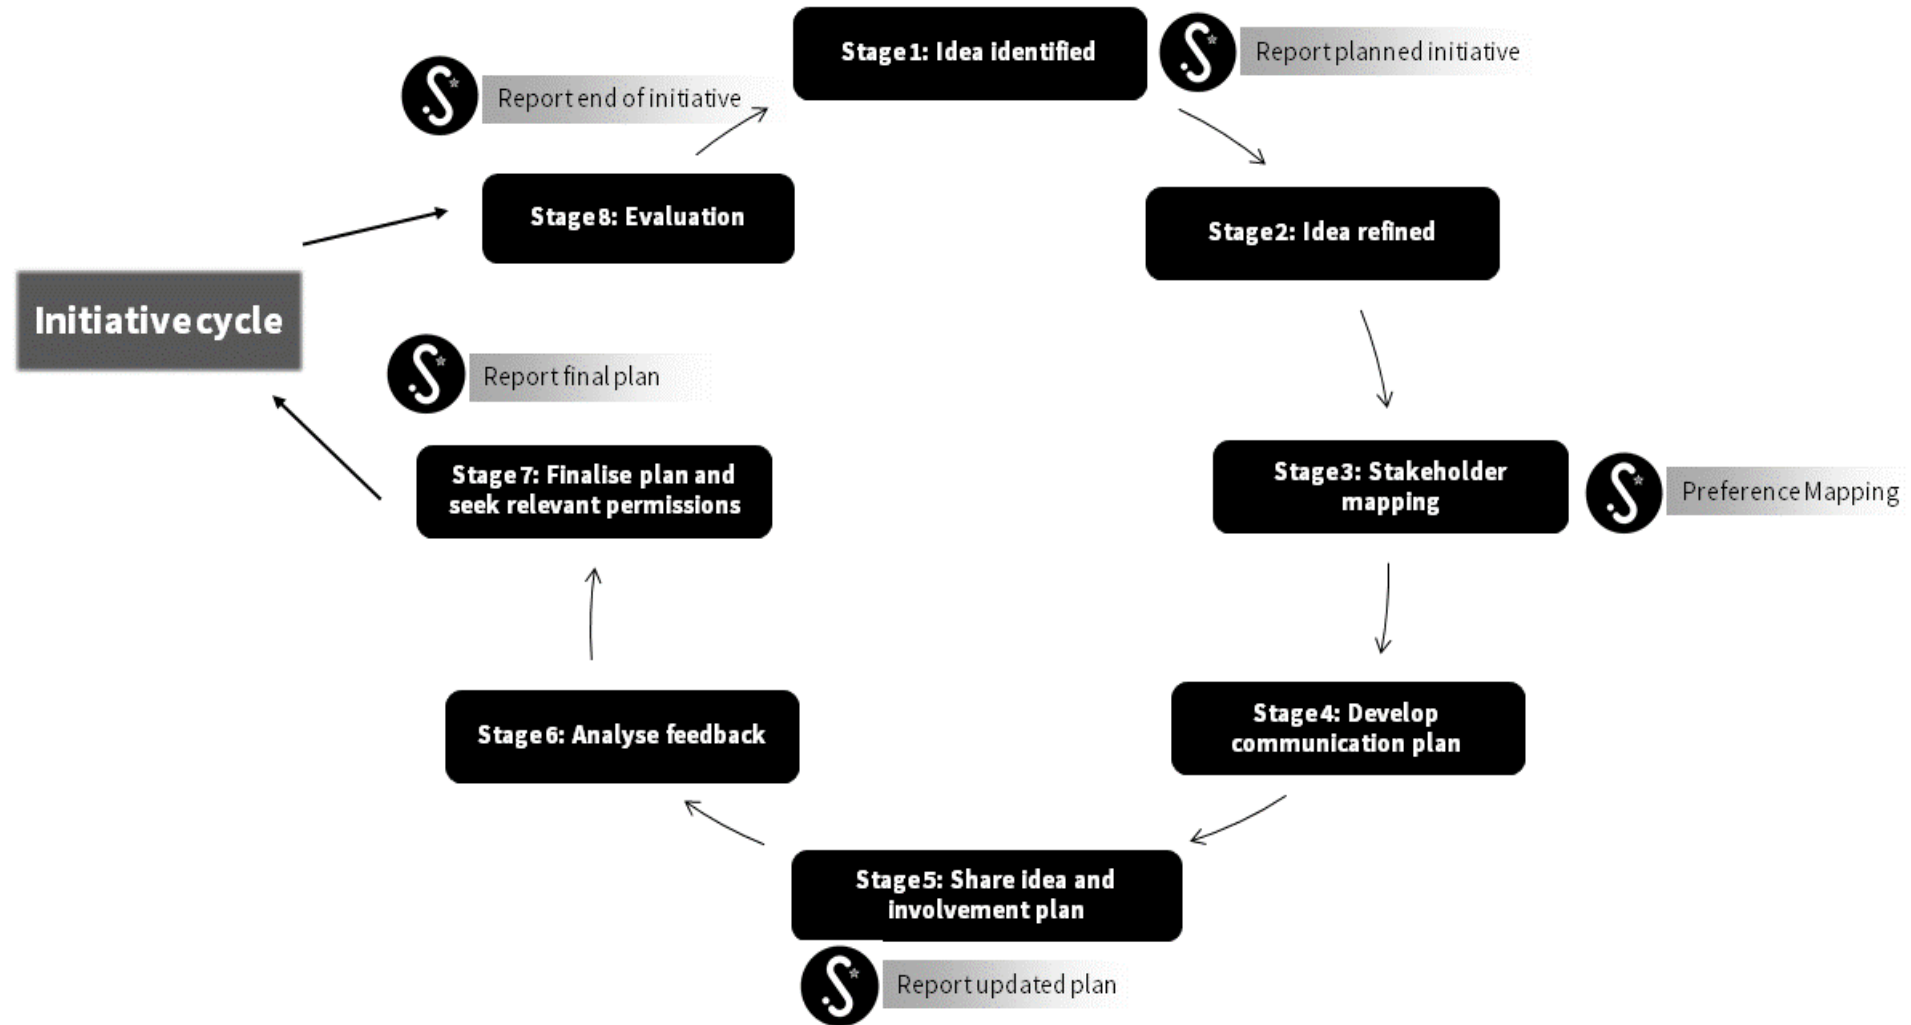 Stage 1: Idea identified
Report planned initiative
Report end of initiative
Stage 8: Evaluation
Stage 2: Idea refined
Initiative cycle
Report final plan
Stage 7: Finalise plan and
seek relevant permissions
Stage 3: Stakeholder
mapping
Preference Mapping
Stage 6: Analyse feedback
Stage 4: Develop
communication plan
Stage 5: Share idea and
involvement plan
Report updated plan